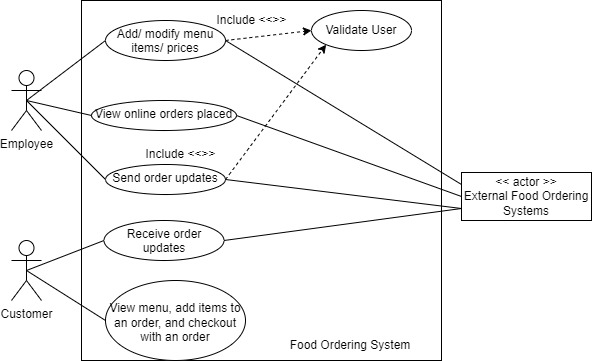 Include <<>>
Add/ modify menu
items/ prices
Validate User
View online orders placed
Employee
Include <<>>
Send order updates
<< actor >>
External Food Ordering
Systems
Receive order
updates
Customer
View menu, add items to
an order, and checkout
with an order
Food Ordering System